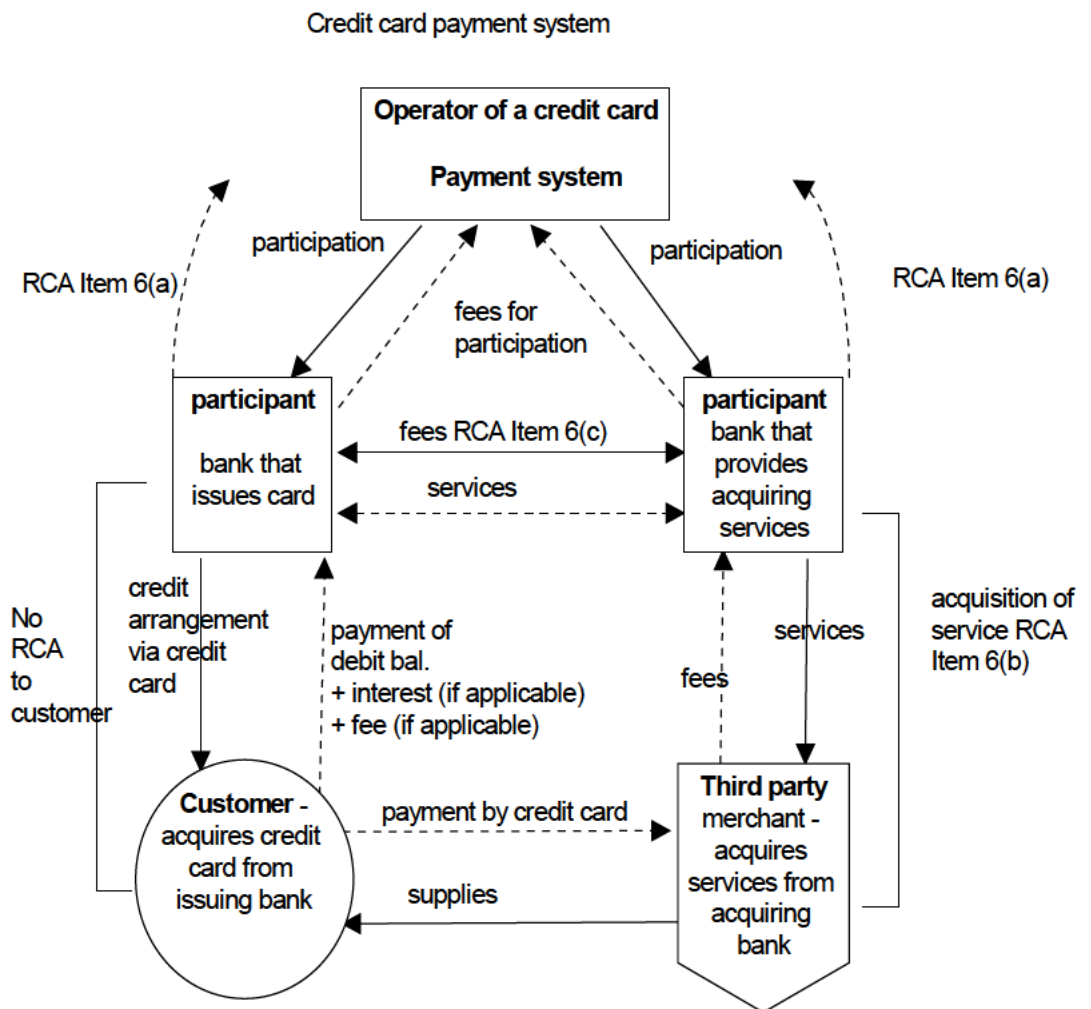 Credit card payment system
Operator of a credit card
Payment system
participation
participation
RCA Item 6(a)
RCA Item 6(a)
fees for
participation
participant
bank that
issues card
participant
bank that
provides
acquiring
services
fees RCA Item 6(c)
services
No
RCA
to
customer
credit
arrangement
via credit
card
payment of
debit bal.
+ interest (if applicable)
+ fee (if applicable)
fees
services
acquisition of
service RCA
Item 6(b)
Customer -
acquires credit
card from
issuing bank
payment by credit card
supplies
Third party
merchant -
acquires
services from
acquiring
bank